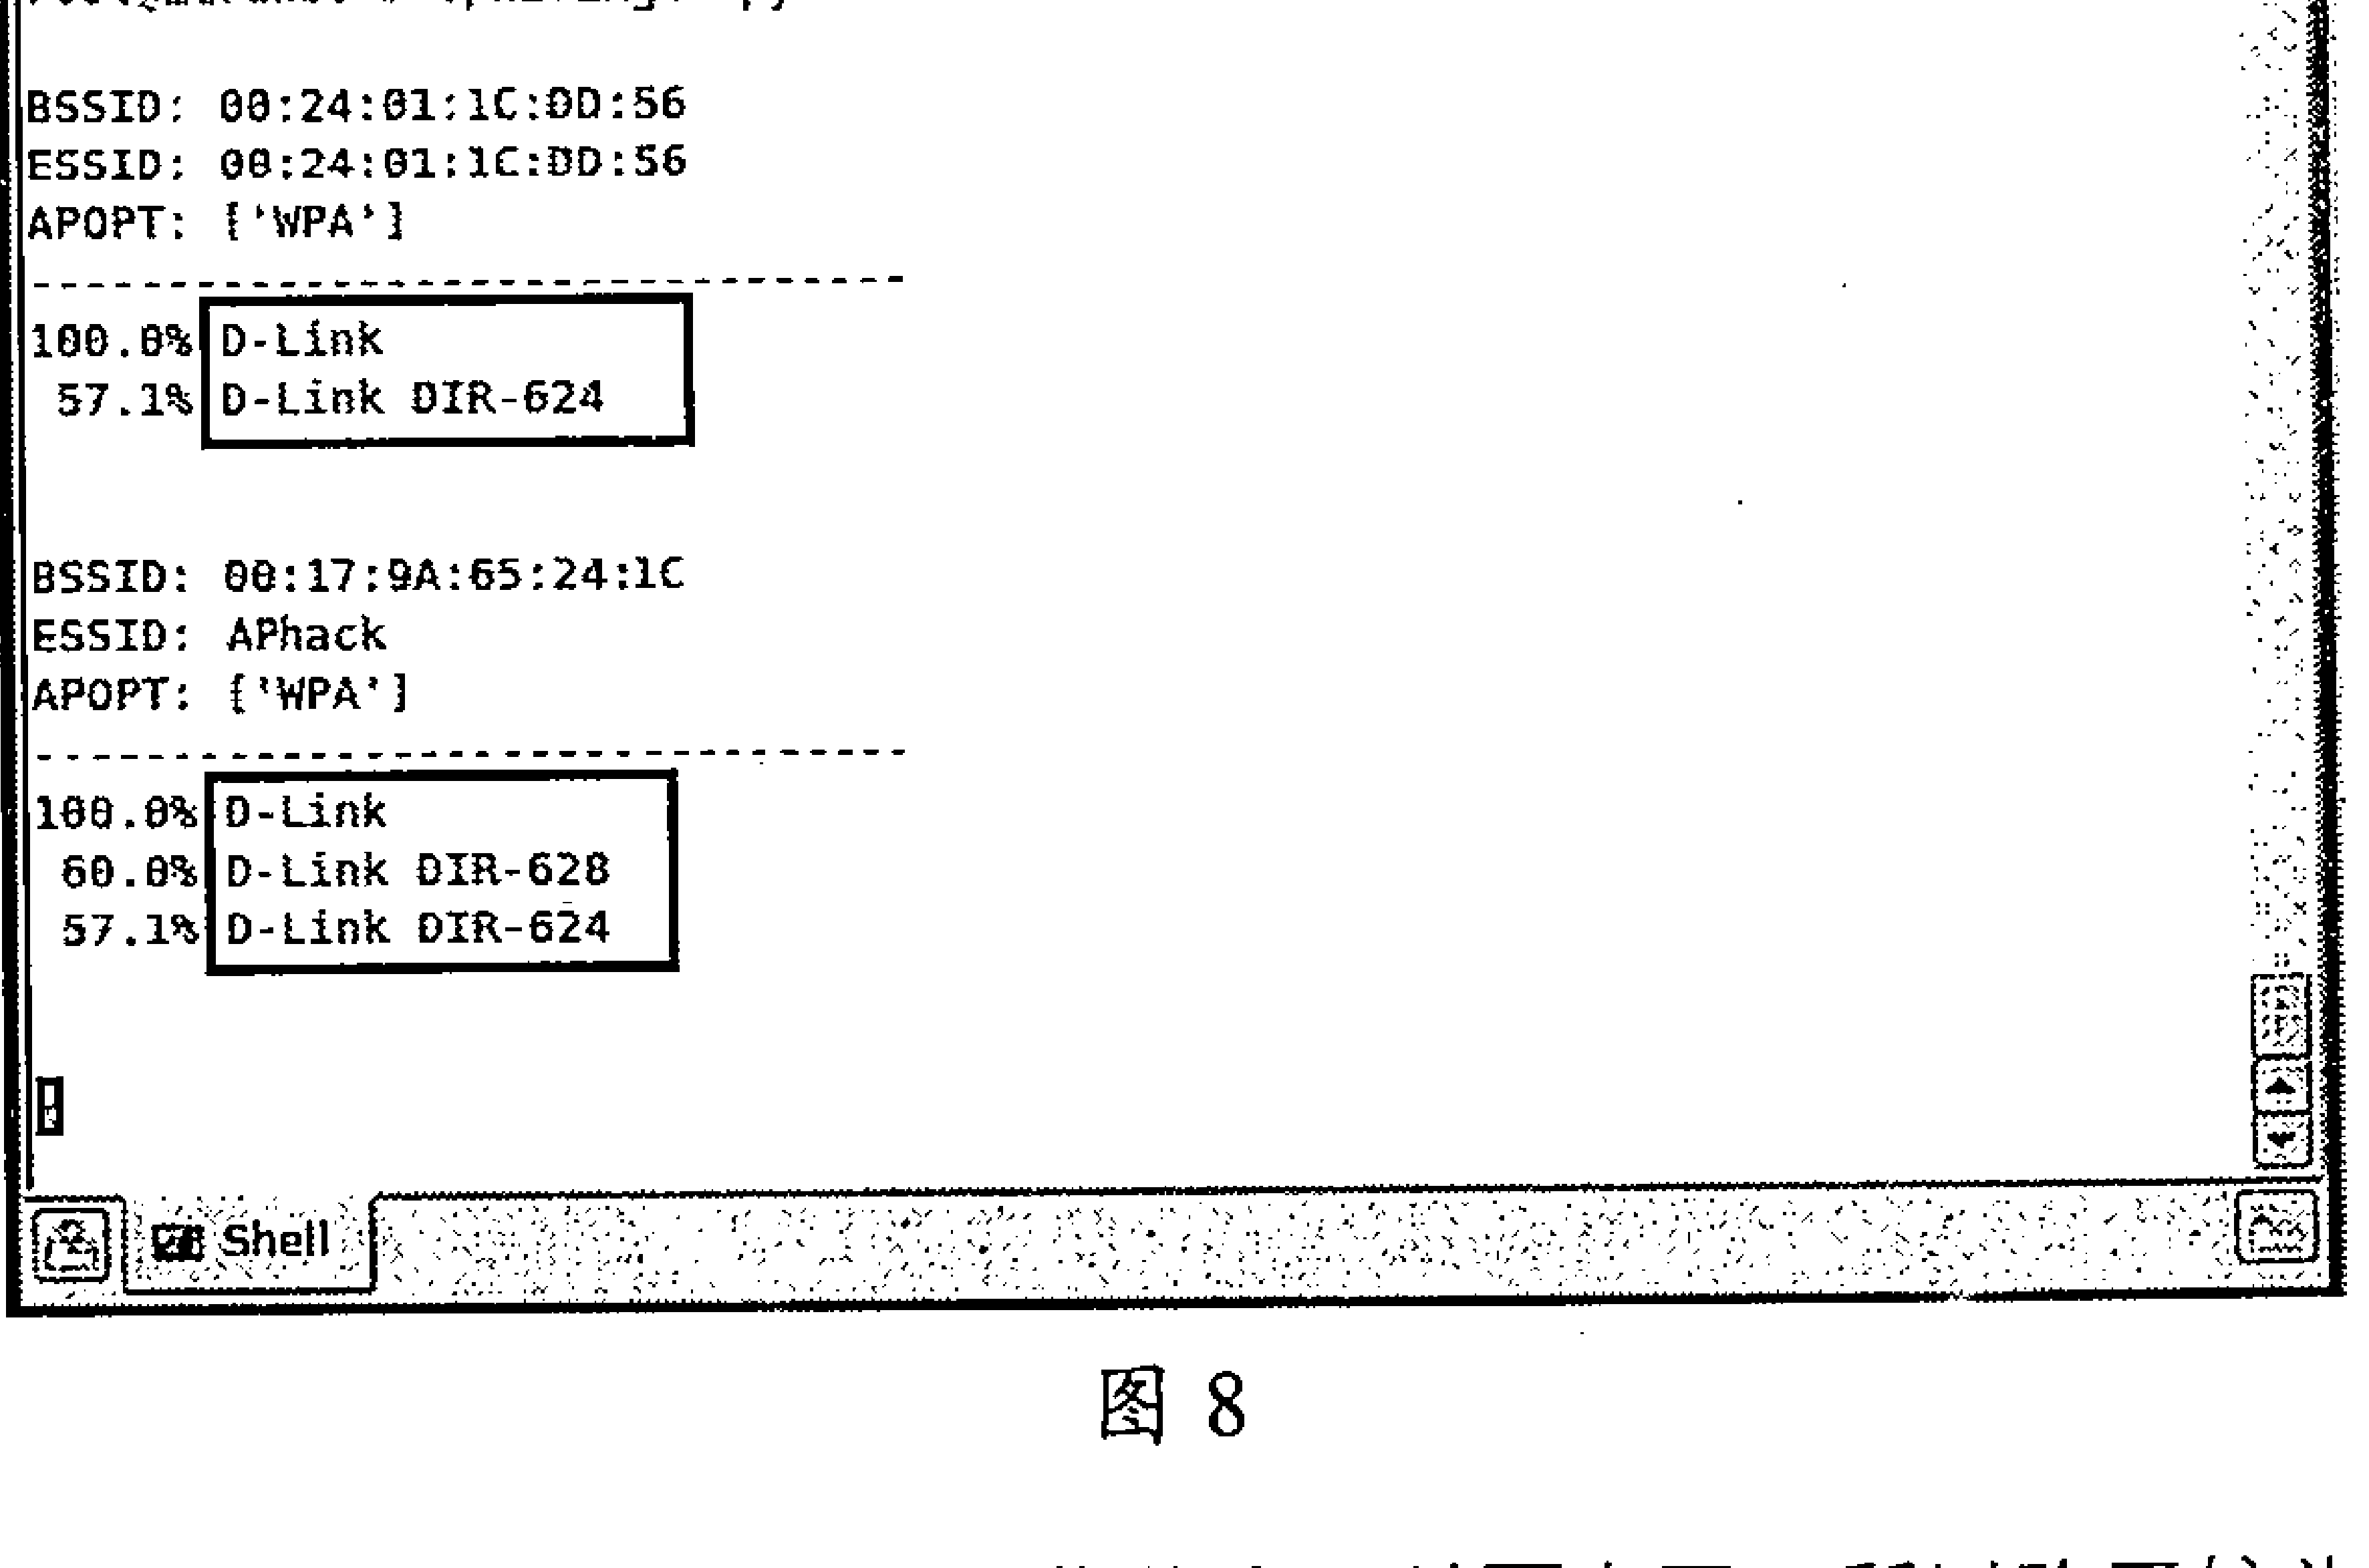 BSSID: 00:24:01:1C:DD:56
ESSID: 00:24:01:1C:DD:56
APOPT: ['WPA']
--------------------------------
100.0% D-Link
57.1% D-Link DIR-624
BSSID: 00:17:9A:65:24:1C
ESSID: APhack
APOPT: ['WPA']
--------------------------------
100.0% D-Link
60.0% D-Link DIR-628
57.1% D-Link DIR-624
Shell
图 8